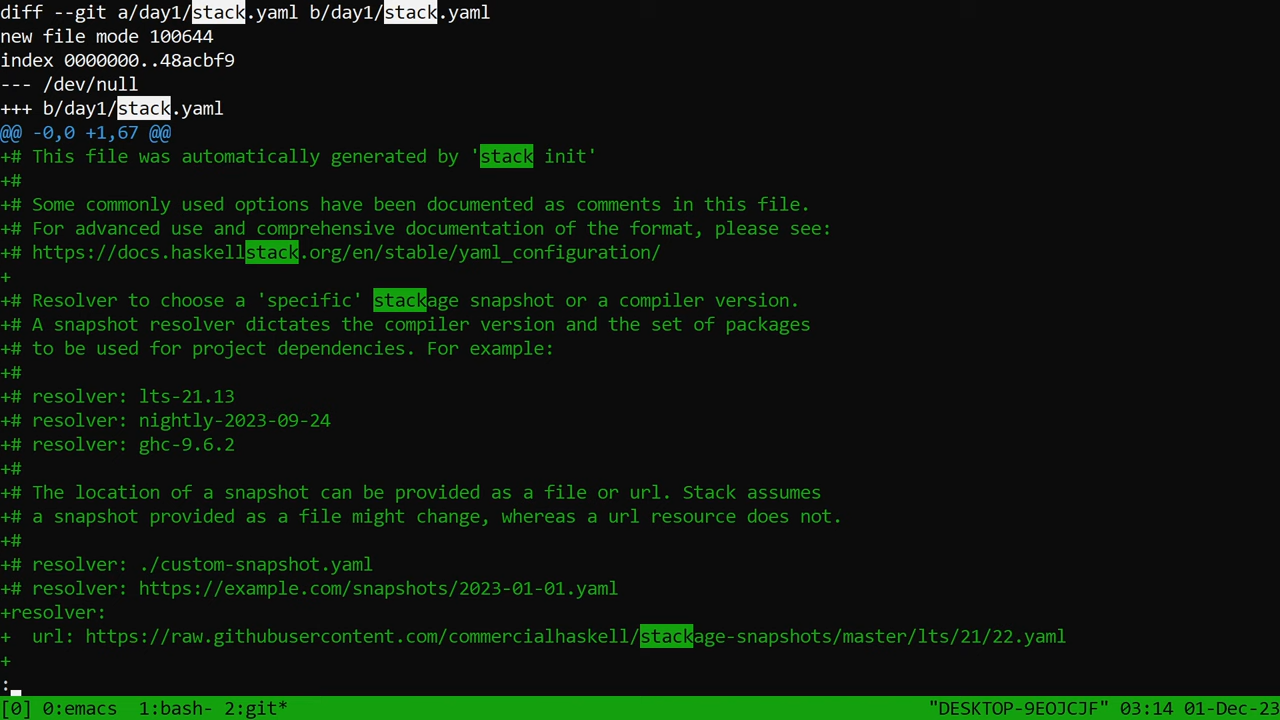 diff --git a/day1/stack.yaml b/day1/stack.yaml
new file mode 100644
index 0000000..48acbf9
--- /dev/null
+++ b/day1/stack.yaml
@@ -0,0 +1,67 @@
+# This file was automatically generated by 'stack init'
+#
+# Some commonly used options have been documented as comments in this file.
+# For advanced use and comprehensive documentation of the format, please see:
+# https://docs.haskellstack.org/en/stable/yaml_configuration/
+
+# Resolver to choose a 'specific' stackage snapshot or a compiler version.
+# A snapshot resolver dictates the compiler version and the set of packages
+# to be used for project dependencies. For example:
+#
+# resolver: lts-21.13
+# resolver: nightly-2023-09-24
+# resolver: ghc-9.6.2
+#
+# The location of a snapshot can be provided as a file or url. Stack assumes
+# a snapshot provided as a file might change, whereas a url resource does not.
+#
+# resolver: ./custom-snapshot.yaml
+# resolver: https://example.com/snapshots/2023-01-01.yaml
+resolver:
+  url: https://raw.githubusercontent.com/commercialhaskell/stackage-snapshots/master/lts/21/22.yaml
+
:
[0] 0:emacs  1:bash- 2:git* "DESKTOP-9EOJCJF" 03:14 01-Dec-23